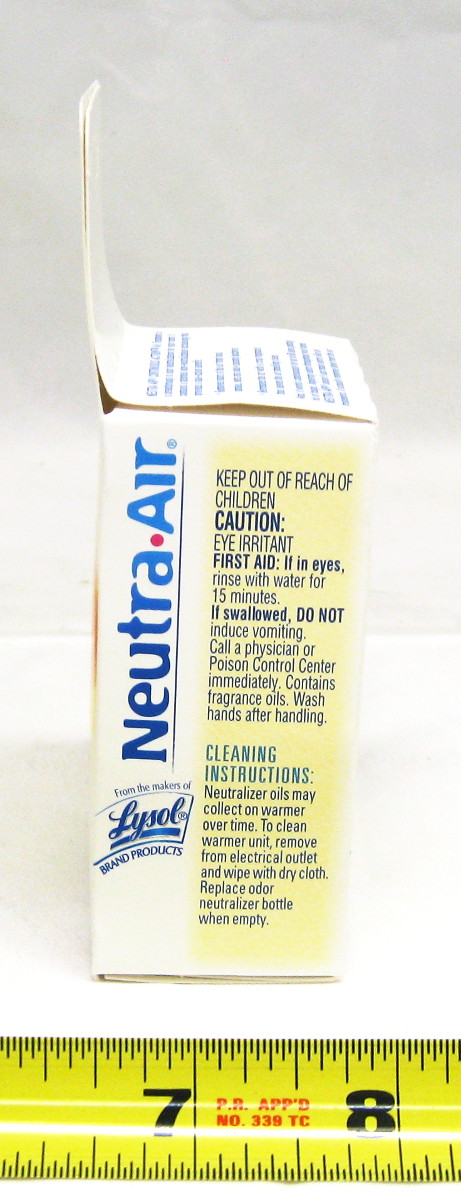 Neutra•Air®
From the makers of
Lysol®
BRAND PRODUCTS
KEEP OUT OF REACH OF
CHILDREN
CAUTION:
EYE IRRITANT
FIRST AID: If in eyes,
rinse with water for
15 minutes.
If swallowed, DO NOT
induce vomiting.
Call a physician or
Poison Control Center
immediately. Contains
fragrance oils. Wash
hands after handling.
CLEANING
INSTRUCTIONS:
Neutralizer oils may
collect on warmer
over time. To clean
warmer unit, remove
from electrical outlet
and wipe with dry cloth.
Replace odor
neutralizer bottle
when empty.
7 P.R. APP'D 8
NO. 339 TC